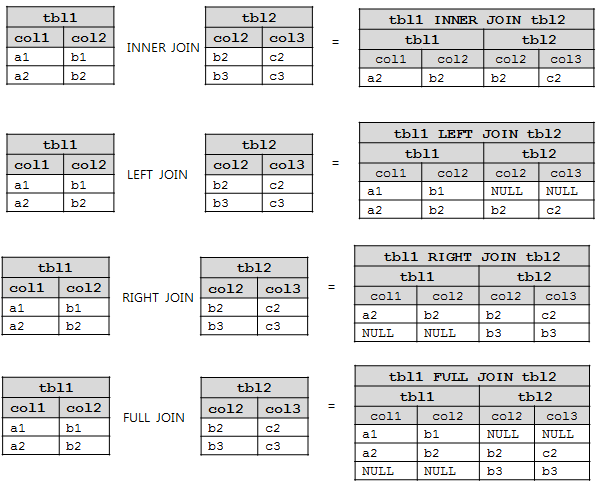 tbl1 INNER JOIN tbl2
tbl1 tbl2 tbl1 tbl2
col1 col2 INNER JOIN col2 col3 = col1 col2 col2 col3
a1 b1 b2 c2 a2 b2 b2 c2
a2 b2 b3 c3
tbl1 LEFT JOIN tbl2
tbl1 tbl2 tbl1 tbl2
col1 col2 LEFT JOIN col2 col3 = col1 col2 col2 col3
a1 b1 b2 c2 a1 b1 NULL NULL
a2 b2 b3 c3 a2 b2 b2 c2
tbl1 RIGHT JOIN tbl2
tbl1 tbl2 tbl1 tbl2
col1 col2 RIGHT JOIN col2 col3 = col1 col2 col2 col3
a1 b1 b2 c2 a2 b2 b2 c2
a2 b2 b3 c3 NULL NULL b3 b3
tbl1 FULL JOIN tbl2
tbl1 tbl2 tbl1 tbl2
col1 col2 FULL JOIN col2 col3 = col1 col2 col2 col3
a1 b1 b2 c2 a1 b1 NULL NULL
a2 b2 b3 c3 a2 b2 b2 c2
NULL NULL b3 b3